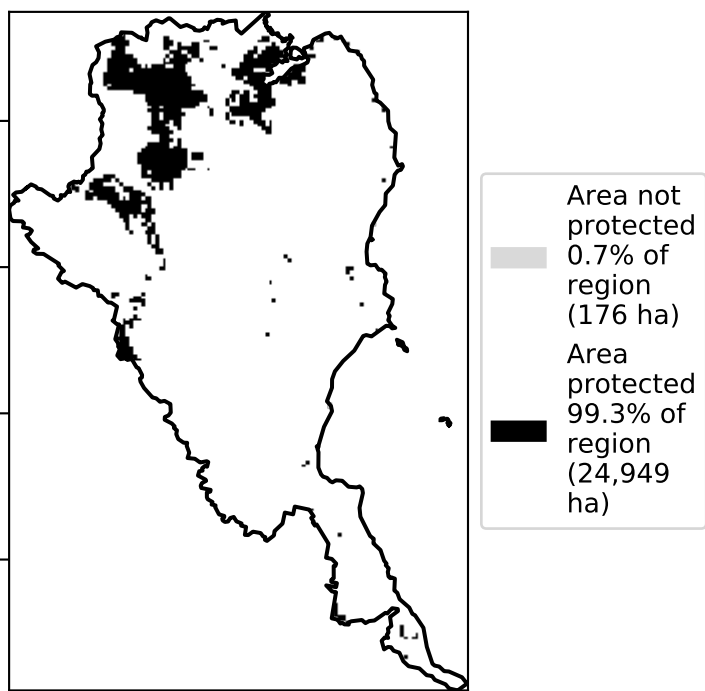 Area not
protected
0.7% of
region
(176 ha)
Area
protected
99.3% of
region
(24,949
ha)